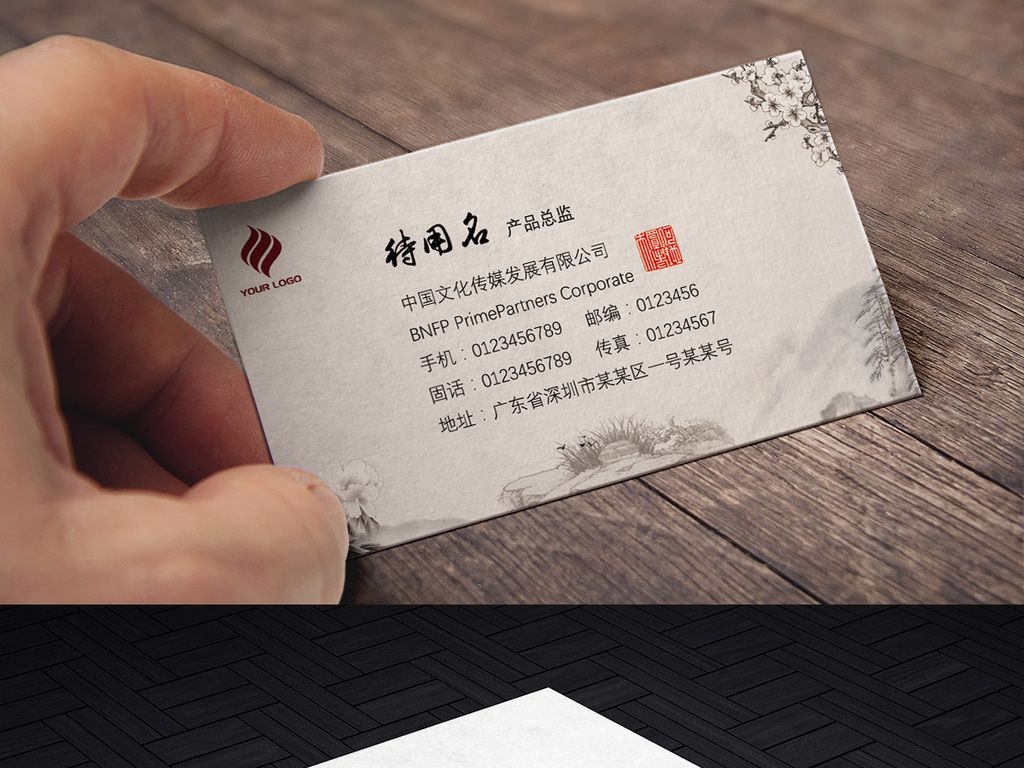 YOUR LOGO
待用名 产品总监
中国文化传媒发展有限公司
BNFP PrimePartners Corporate
手机：0123456789 邮编：0123456
固话：0123456789 传真：01234567
地址：广东省深圳市某某区一号某某号